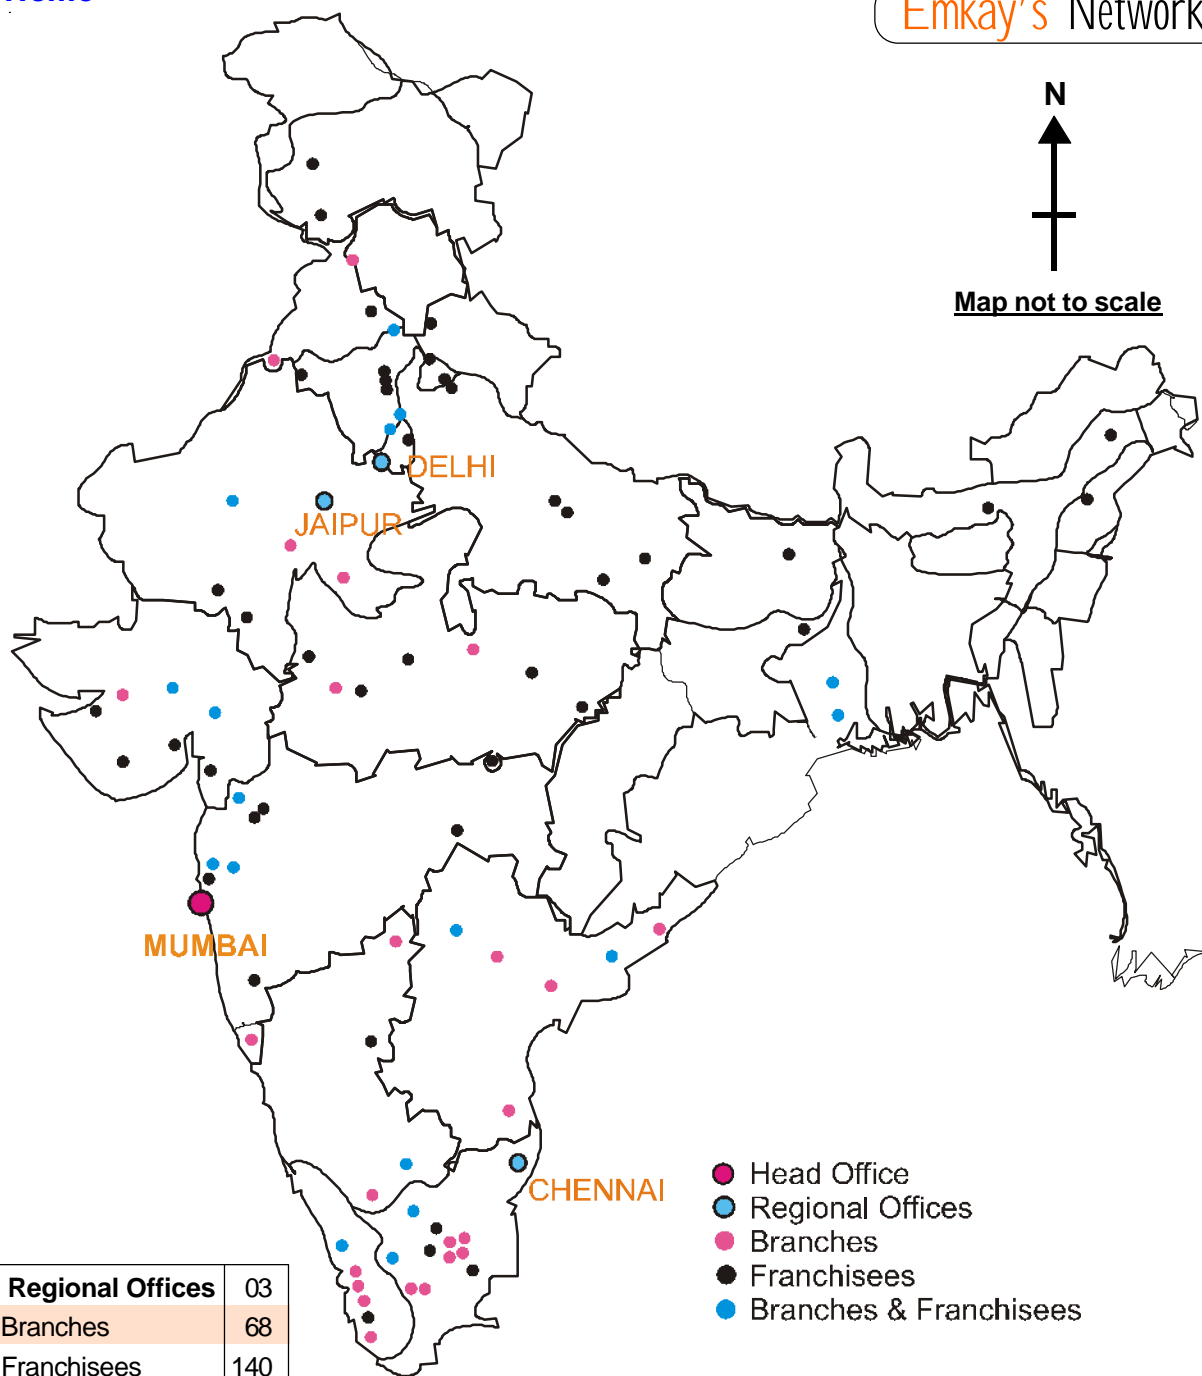 Emkay's Network
N
Map not to scale
DELHI
JAIPUR
MUMBAI
CHENNAI
Head Office
Regional Offices
Branches
Franchisees
Branches & Franchisees
Regional Offices 03
Branches 68
Franchisees 140